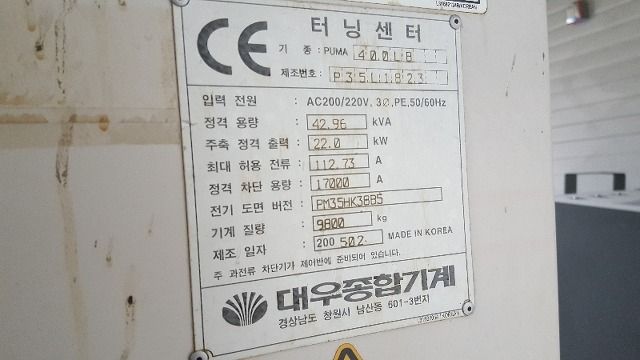 CE
터닝센터
기 종: PUMA 400LB
제조번호: P35L1823
입력 전원 : AC200/220V, 3∅,PE,50/60Hz
정격 용량 : 42.96 kVA
주축 정격 출력 : 22.0 kW
최대 허용 전류 : 112.73 A
정격 차단 용량 : 17000 A
전기 도면 버전 : PM35HK38B5
기계 질량 : 9800 kg
제조 일자 : 200 502 MADE IN KOREA
주 과전류 차단기가 제어반에 준비되어 있습니다.
대우종합기계
경상남도 창원시 남산동 601-3번지